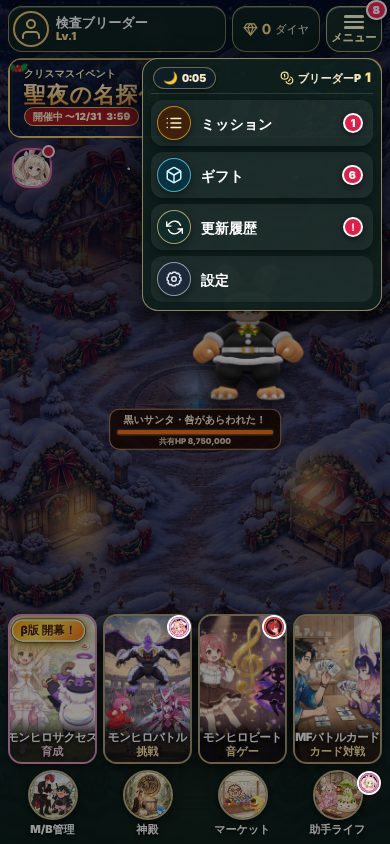 検査ブリーダー
Lv.1
0 ダイヤ
メニュー
8
クリスマスイベント
聖夜の名探
開催中 〜12/31 3:59
0:05
ブリーダーP 1
ミッション
1
ギフト
6
更新履歴
!
設定
黒いサンタ・咎があらわれた！
共有HP 8,750,000
β版 開幕！
モンヒロサクセス
育成
モンヒロバトル
挑戦
モンヒロビート
音ゲー
MFバトルカード
カード対戦
M/B管理
神殿
マーケット
助手ライフ